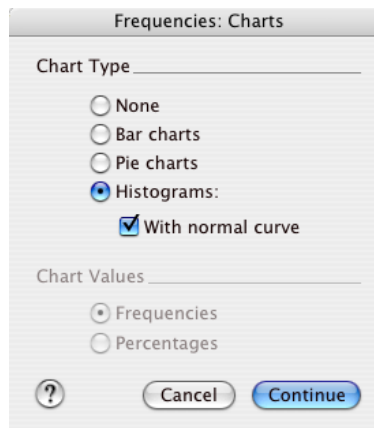 Frequencies: Charts
Chart Type
None
Bar charts
Pie charts
Histograms:
With normal curve
Chart Values
Frequencies
Percentages
?
Cancel
Continue